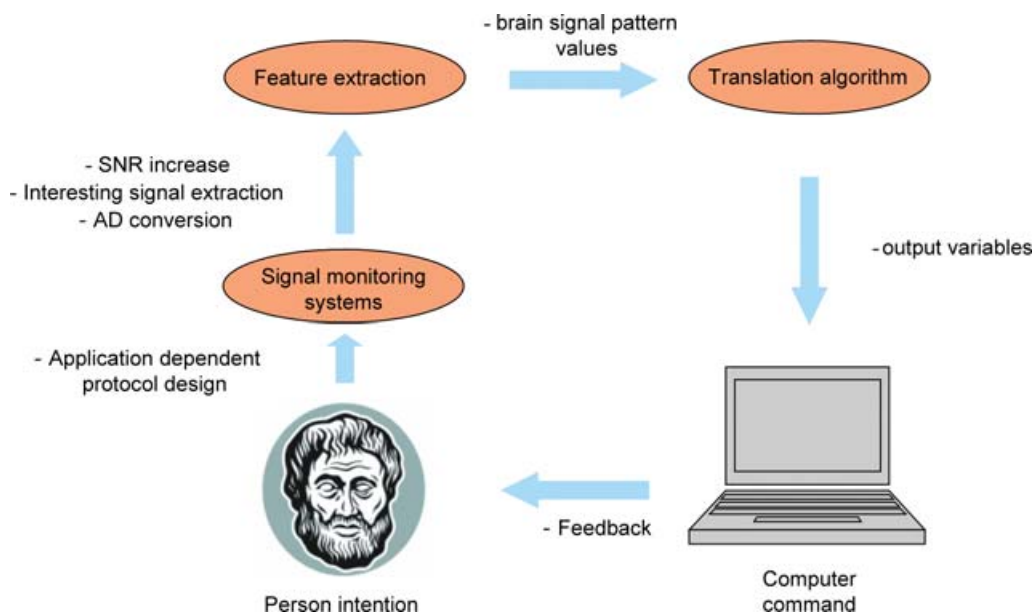 - brain signal pattern
values
Feature extraction
Translation algorithm
- SNR increase
- Interesting signal extraction
- AD conversion
- output variables
Signal monitoring
systems
- Application dependent
protocol design
- Feedback
Person intention
Computer
command